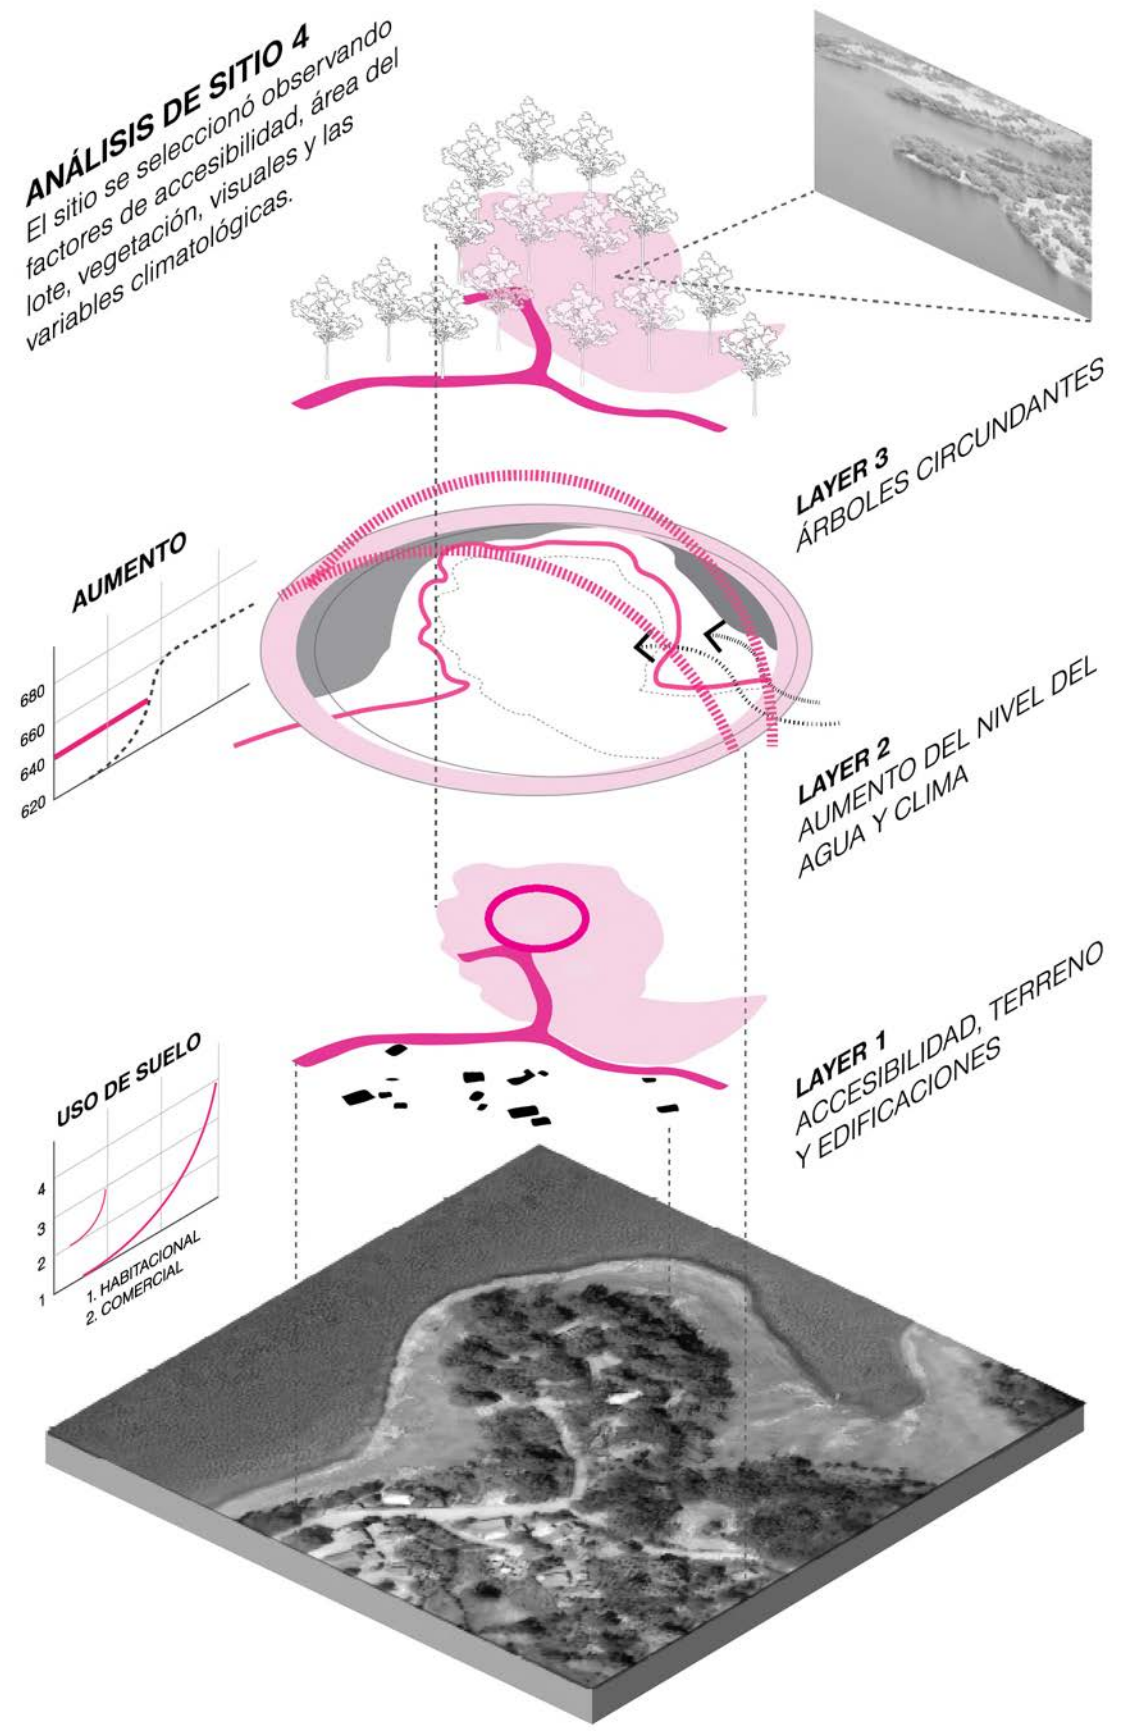 ANÁLISIS DE SITIO 4
El sitio se seleccionó observando
factores de accesibilidad, área del
lote, vegetación, visuales y las
variables climatológicas.
LAYER 3
ÁRBOLES CIRCUNDANTES
AUMENTO
680
660
640
620
LAYER 2
AUMENTO DEL NIVEL DEL
AGUA Y CLIMA
LAYER 1
ACCESIBILIDAD, TERRENO
Y EDIFICACIONES
USO DE SUELO
4
3
2
1
1. HABITACIONAL
2. COMERCIAL